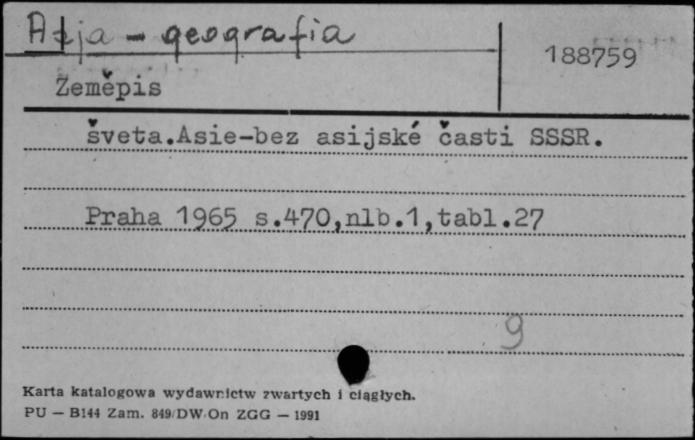 Azja - geografia
188759
Zeměpis
šveta.Asie-bez asijské části SSSR.
Praha 1965 s.470,nlb.1,tabl.27
9
Karta katalogowa wydawnictw zwartych i ciągłych.
PU — B144 Zam. 849/DW.On ZGG — 1991